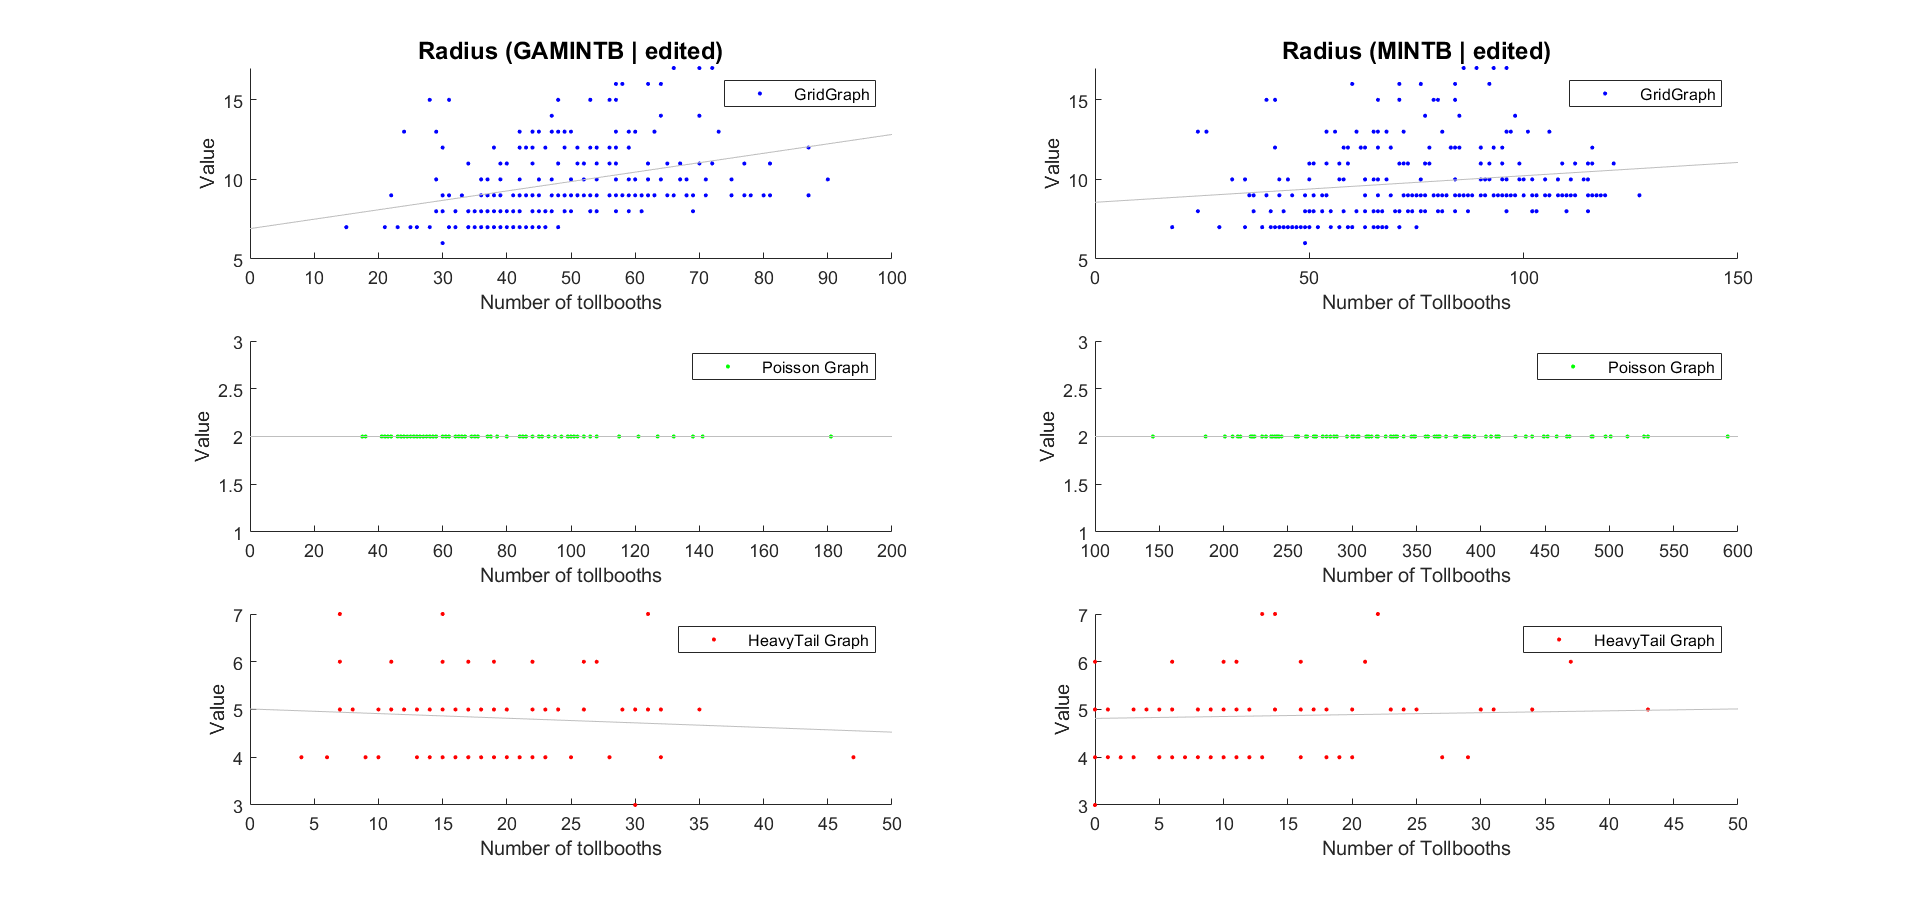 Radius (GAMINTB | edited)
GridGraph
Value
15
10
5
0 10 20 30 40 50 60 70 80 90 100
Number of tollbooths
Radius (MINTB | edited)
GridGraph
Value
15
10
5
0 50 100 150
Number of Tollbooths
Poisson Graph
Value
3
2.5
2
1.5
1
0 20 40 60 80 100 120 140 160 180 200
Number of tollbooths
Poisson Graph
Value
3
2.5
2
1.5
1
100 150 200 250 300 350 400 450 500 550 600
Number of Tollbooths
HeavyTail Graph
Value
7
6
5
4
3
0 5 10 15 20 25 30 35 40 45 50
Number of tollbooths
HeavyTail Graph
Value
7
6
5
4
3
0 5 10 15 20 25 30 35 40 45 50
Number of Tollbooths